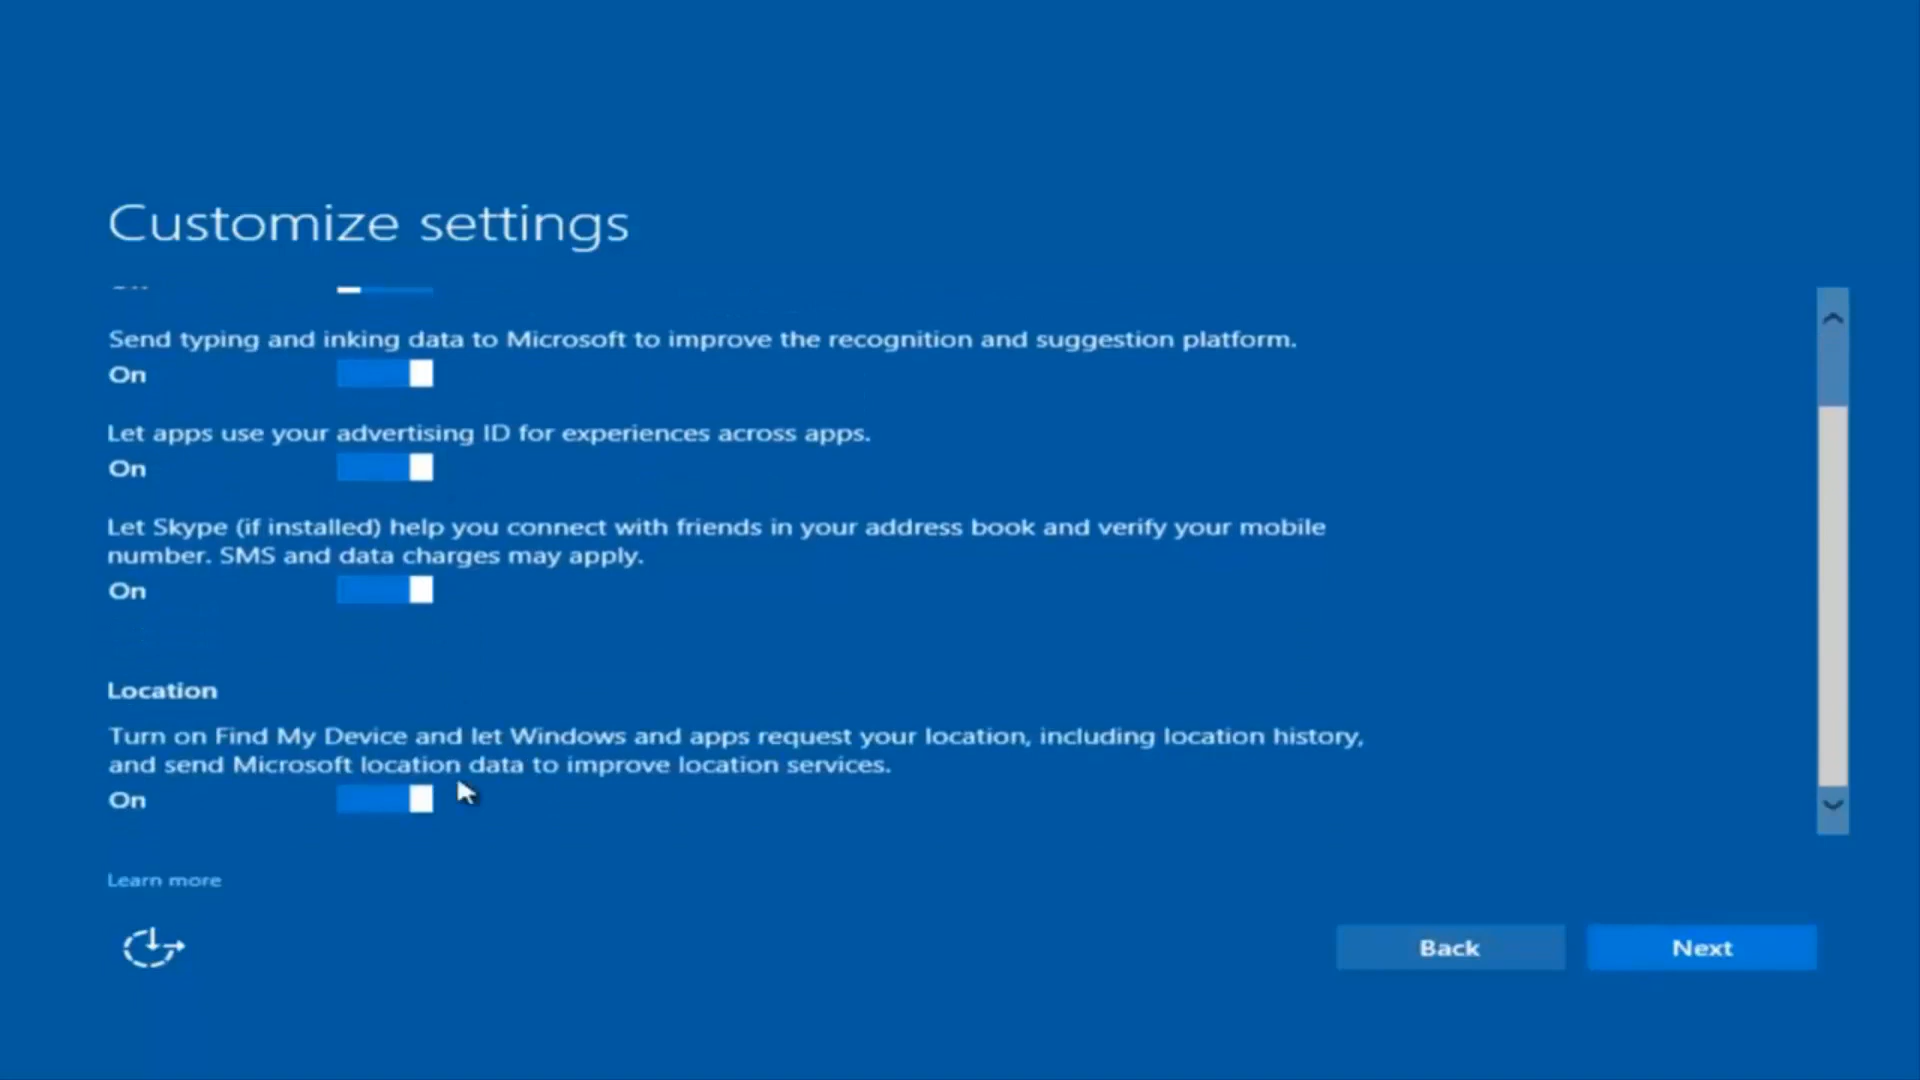 Customize settings
Send typing and inking data to Microsoft to improve the recognition and suggestion platform.
On
Let apps use your advertising ID for experiences across apps.
On
Let Skype (if installed) help you connect with friends in your address book and verify your mobile
number. SMS and data charges may apply.
On
Location
Turn on Find My Device and let Windows and apps request your location, including location history,
and send Microsoft location data to improve location services.
On
Learn more
Back
Next